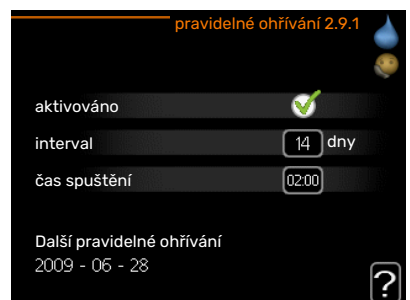 pravidelné ohřívání 2.9.1
aktivováno
interval 14 dny
čas spuštění 02:00
Další pravidelné ohřívání
2009 - 06 - 28
?